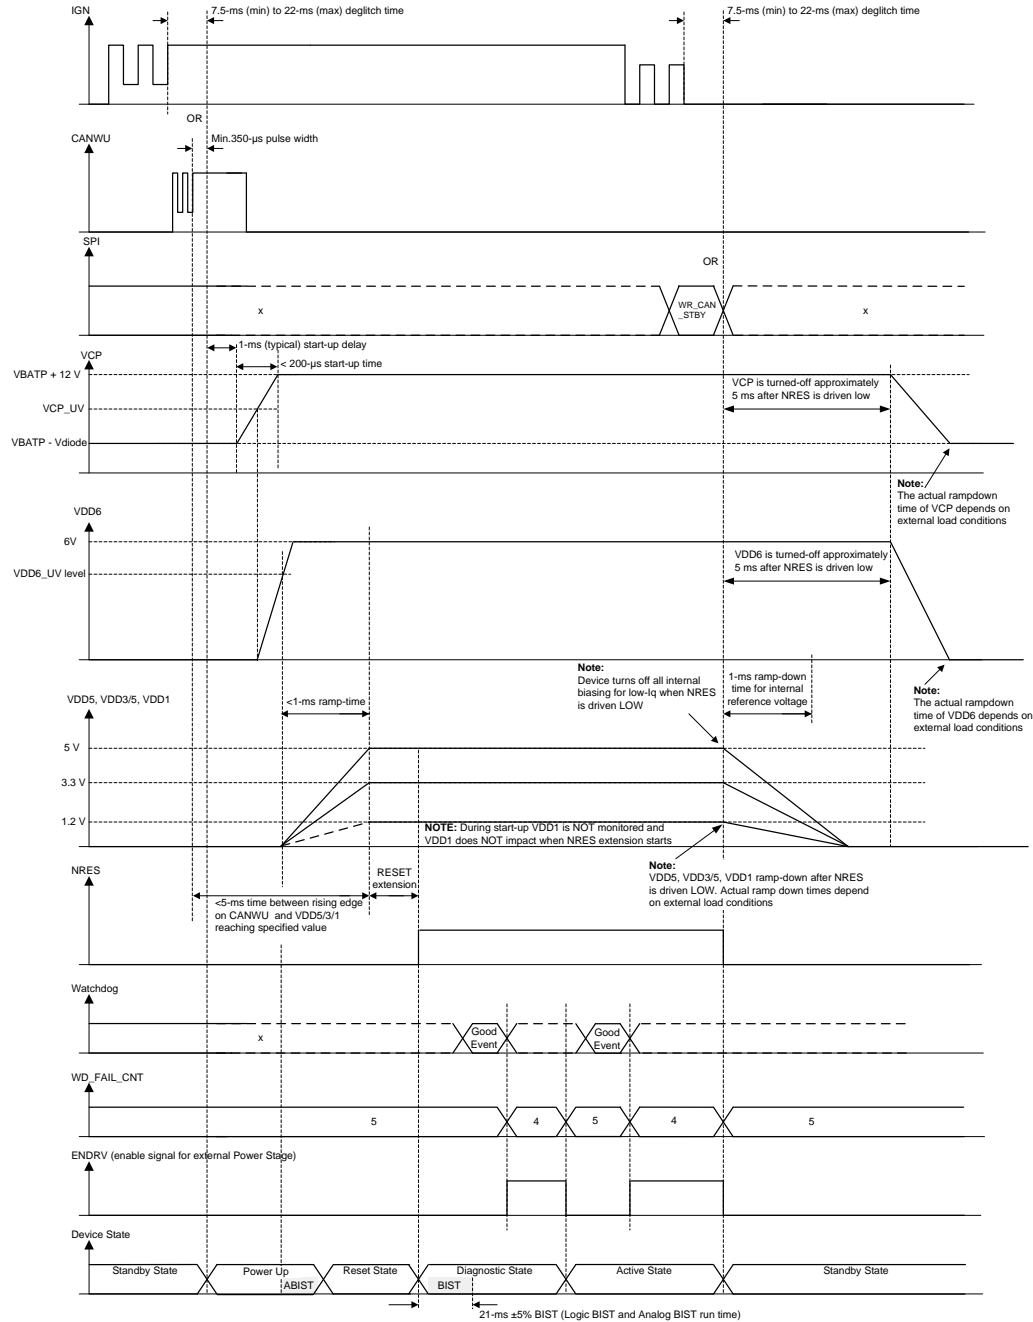 IGN
7.5-ms (min) to 22-ms (max) deglitch time
7.5-ms (min) to 22-ms (max) deglitch time
OR
CANWU
Min.350-µs pulse width
SPI
OR
x
WR_CAN
_STBY
x
1-ms (typical) start-up delay
VCP
< 200-µs start-up time
VBATP + 12 V
VCP_UV
VBATP - Vdiode
VCP is turned-off approximately
5 ms after NRES is driven low
Note:
The actual rampdown
time of VCP depends on
external load conditions
VDD6
6V
VDD6_UV level
VDD6 is turned-off approximately
5 ms after NRES is driven low
Note:
The actual rampdown
time of VDD6 depends on
external load conditions
VDD5, VDD3/5, VDD1
<1-ms ramp-time
Note:
Device turns off all internal
biasing for low-Iq when NRES
is driven LOW
1-ms ramp-down
time for internal
reference voltage
5 V
3.3 V
1.2 V
NOTE: During start-up VDD1 is NOT monitored and
VDD1 does NOT impact when NRES extension starts
Note:
VDD5, VDD3/5, VDD1 ramp-down after NRES
is driven LOW. Actual ramp down times depend
on external load conditions
NRES
RESET
extension
<5-ms time between rising edge
on CANWU and VDD5/3/1
reaching specified value
Watchdog
x
Good
Event
Good
Event
WD_FAIL_CNT
5
4
5
4
5
ENDRV (enable signal for external Power Stage)
Device State
Standby State
Power Up
ABIST
Reset State
Diagnostic State
BIST
Active State
Standby State
21-ms ±5% BIST (Logic BIST and Analog BIST run time)